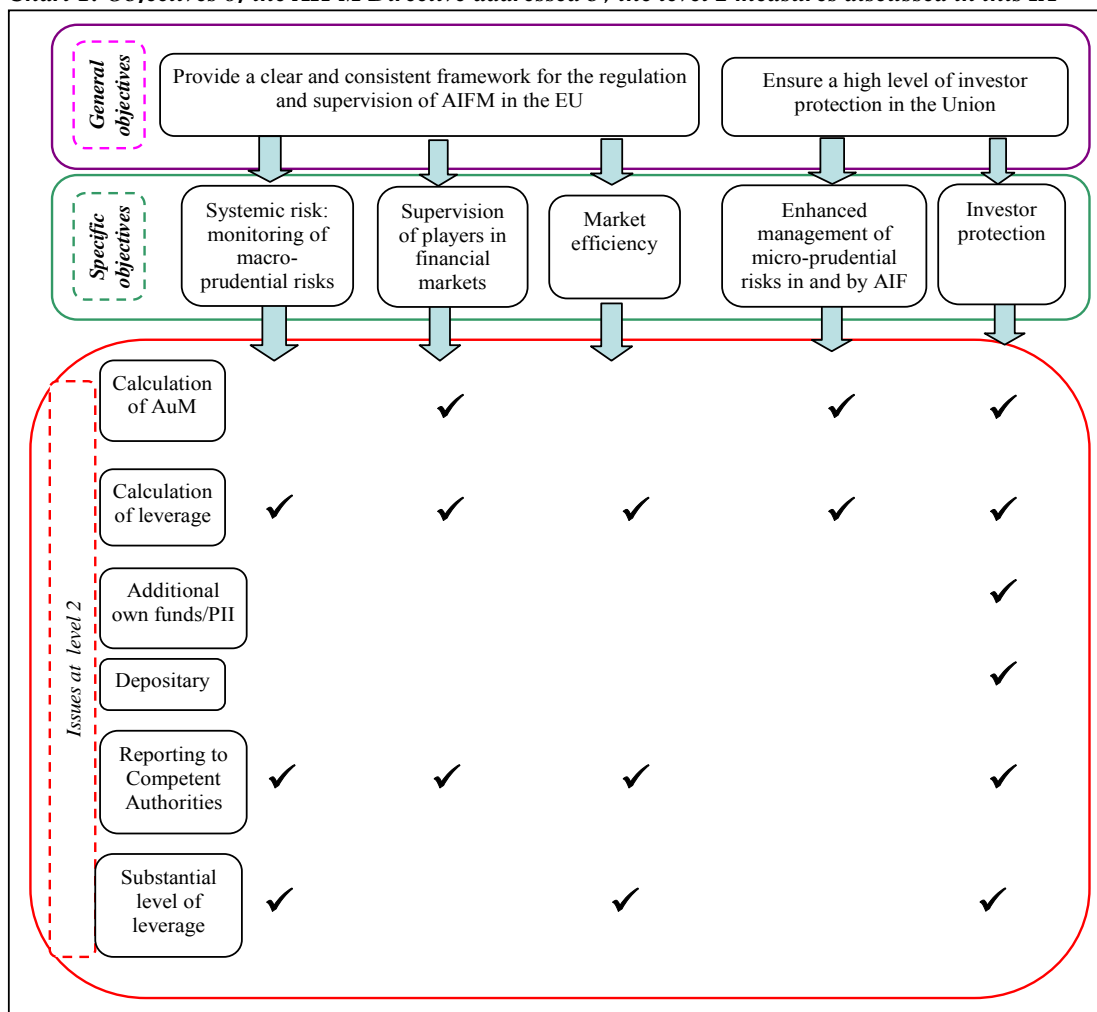 General
objectives
Provide a clear and consistent framework for the regulation
and supervision of AIFM in the EU
Ensure a high level of investor
protection in the Union
Specific
objectives
Systemic risk:
monitoring of
macro-
prudential risks
Supervision
of players in
financial
markets
Market
efficiency
Enhanced
management of
micro-prudential
risks in and by AIF
Investor
protection
Issues at level 2
Calculation
of AuM
✓ ✓ ✓
Calculation
of leverage
✓ ✓ ✓ ✓ ✓
Additional
own funds/PII
✓
Depositary
✓
Reporting to
Competent
Authorities
✓ ✓ ✓ ✓
Substantial
level of
leverage
✓ ✓ ✓